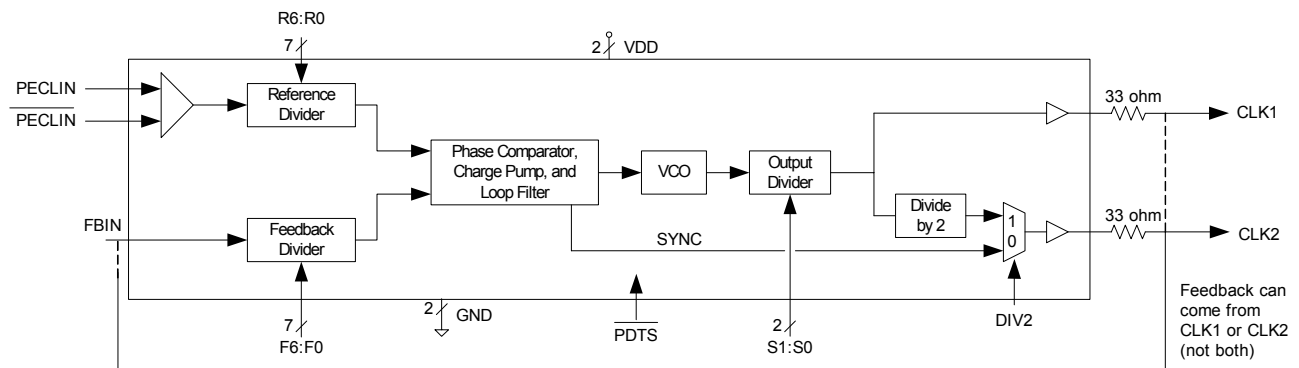 R6:R0
7
2
VDD
PECLIN
PECLIN
Reference
Divider
33 ohm
CLK1
Phase Comparator,
Charge Pump, and
Loop Filter
VCO
Output
Divider
FBIN
Feedback
Divider
SYNC
Divide
by 2
1
0
33 ohm
CLK2
2
GND
PDTS
DIV2
7
F6:F0
2
S1:S0
Feedback can
come from
CLK1 or CLK2
(not both)